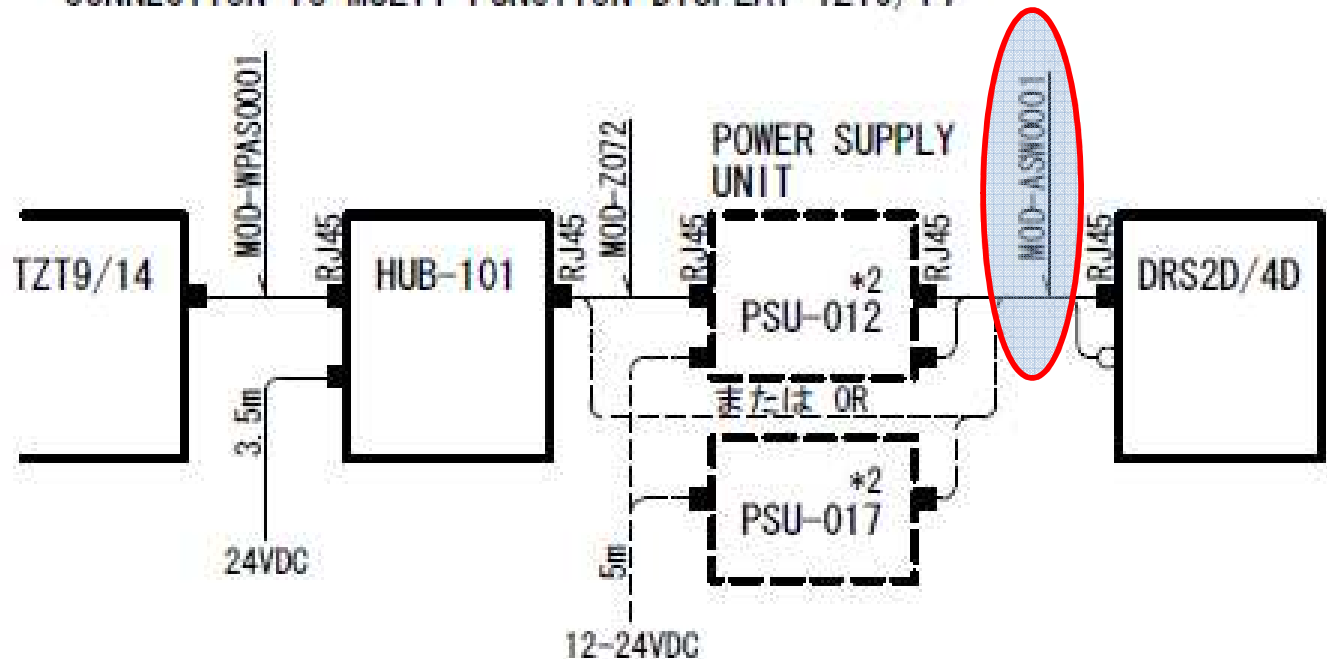 MOD-WPAS0001
MOD-Z072
POWER SUPPLY
UNIT
MOD-ASW0001
TZT9/14
RJ45
HUB-101
RJ45
RJ45
*2
PSU-012
RJ45
RJ45
DRS2D/4D
または OR
3.5m
*2
PSU-017
24VDC
5m
12-24VDC